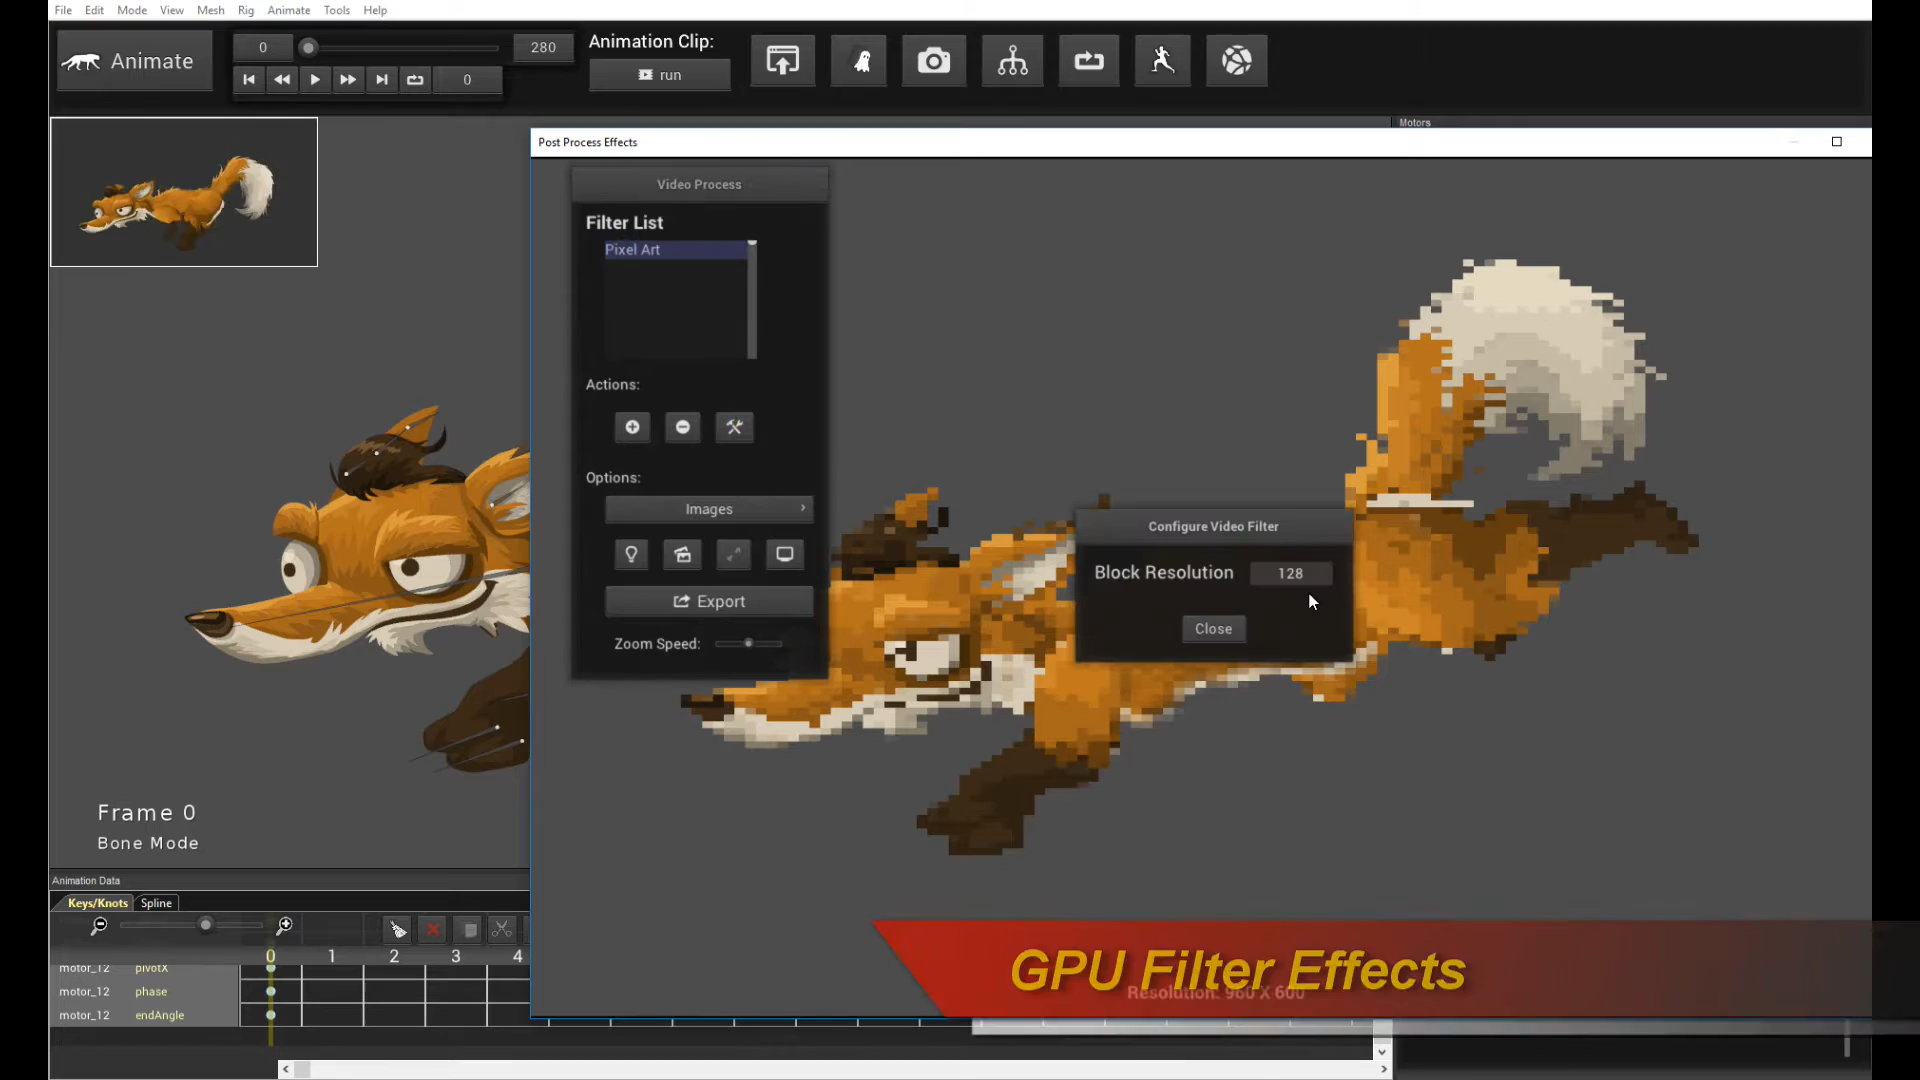 File Edit Mode View Mesh Rig Animate Tools Help
Animate
0
280
0
Animation Clip:
run
Motors
Post Process Effects
Video Process
Filter List
Pixel Art
Actions:
Options:
Images
Export
Zoom Speed:
Configure Video Filter
Block Resolution 128
Close
Frame 0
Bone Mode
Animation Data
Keys/Knots Spline
0 1 2 3 4
motor_12 pivotX
motor_12 phase
motor_12 endAngle
GPU Filter Effects
Resolution: 960 X 600